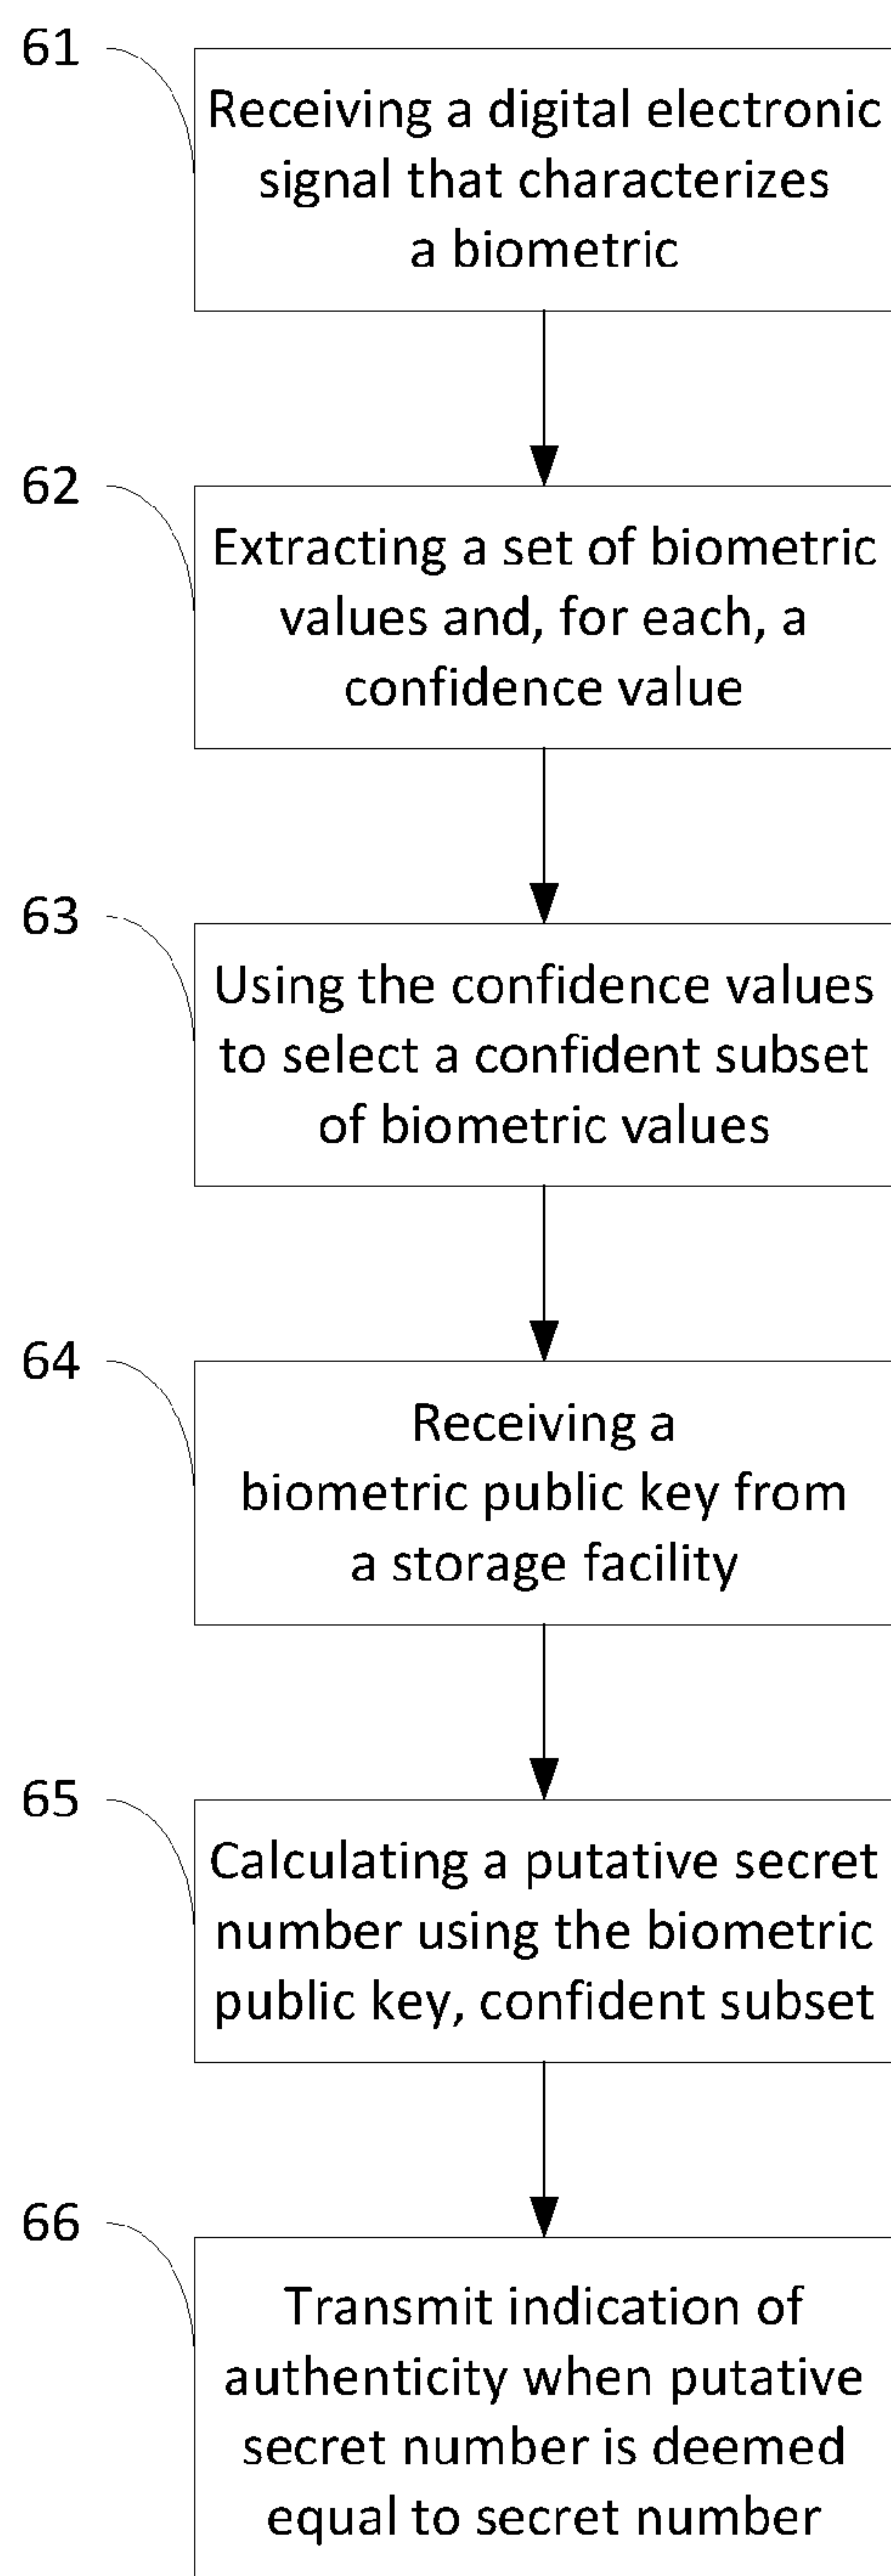 61
Receiving a digital electronic
signal that characterizes
a biometric
62
Extracting a set of biometric
values and, for each, a
confidence value
63
Using the confidence values
to select a confident subset
of biometric values
64
Receiving a
biometric public key from
a storage facility
65
Calculating a putative secret
number using the biometric
public key, confident subset
66
Transmit indication of
authenticity when putative
secret number is deemed
equal to secret number